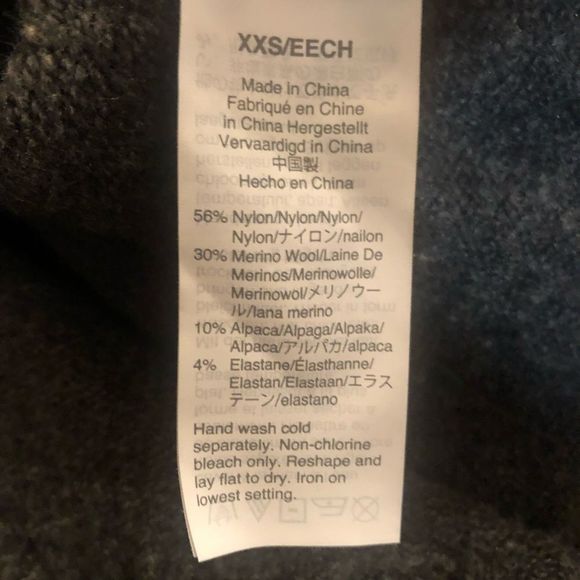 XXS/EECH
Made in China
Fabriqué en Chine
in China Hergestellt
Vervaardigd in China
中国製
Hecho en China
56% Nylon/Nylon/Nylon/
Nylon/ナイロン/nailon
30% Merino Wool/Laine De
Merinos/Merinowolle/
Merinowol/メリノウー
ル/lana merino
10% Alpaca/Alpaga/Alpaka/
Alpaca/アルパカ/alpaca
4% Elastane/Élasthanne/
Elastan/Elastaan/エラス
テーン/elastano
Hand wash cold
separately. Non-chlorine
bleach only. Reshape and
lay flat to dry. Iron on
lowest setting.